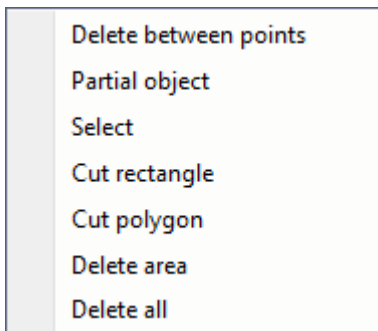 Delete between points
Partial object
Select
Cut rectangle
Cut polygon
Delete area
Delete all